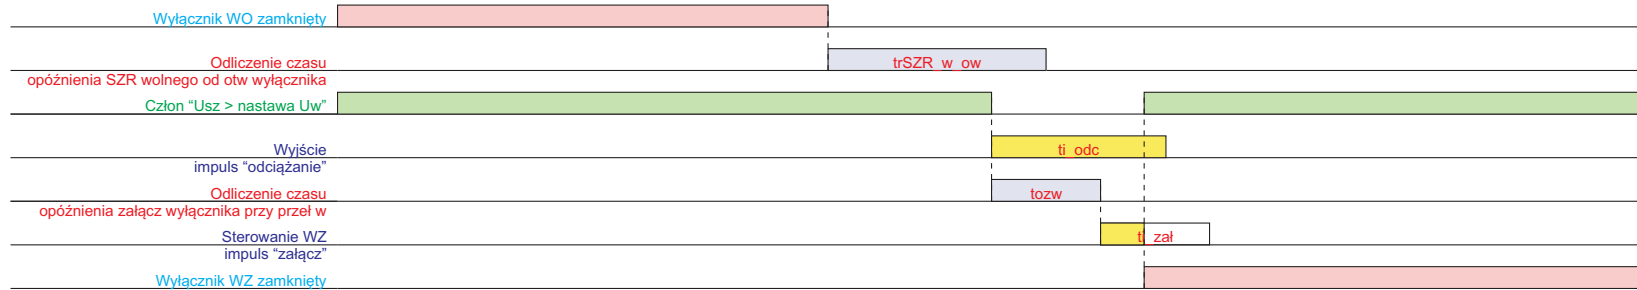 Wyłącznik WO zamknięty
Odliczenie czasu
opóźnienia SZR wolnego od otw wyłącznika
trSZR_w_ow
Człon “Usz > nastawa Uw”
Wyjście
impuls “odciążanie”
ti_odc
Odliczenie czasu
opóźnienia załącz wyłącznika przy przeł w
tozw
Sterowanie WZ
impuls “załącz”
ti_zał
Wyłącznik WZ zamknięty